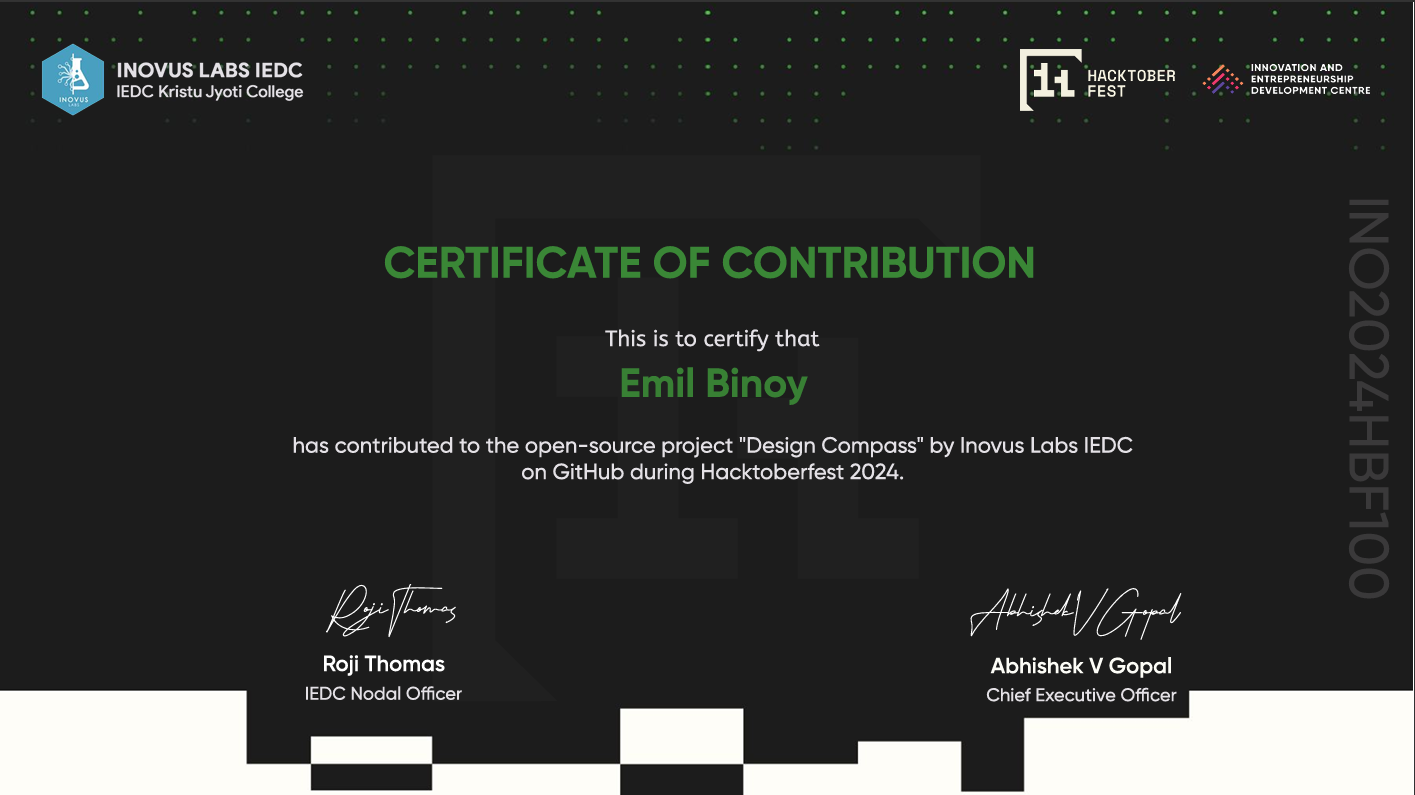 INOVUS LABS IEDC
IEDC Kristu Jyoti College
INOVUS
LABS
11
HACKTOBER
FEST
INNOVATION AND
ENTREPRENEURSHIP
DEVELOPMENT CENTRE
CERTIFICATE OF CONTRIBUTION
This is to certify that
Emil Binoy
has contributed to the open-source project "Design Compass" by Inovus Labs IEDC
on GitHub during Hacktoberfest 2024.
INO2024HBF100
Roji Thomas
Abhishek V Gopal
Roji Thomas
IEDC Nodal Officer
Abhishek V Gopal
Chief Executive Officer